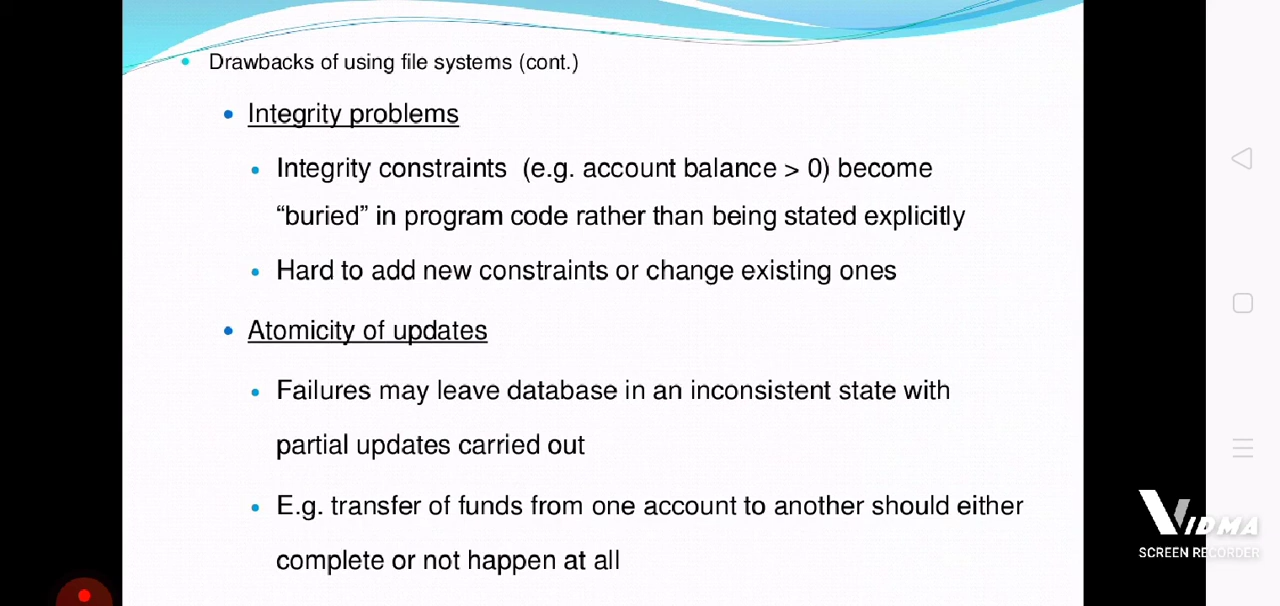 Drawbacks of using file systems (cont.)
Integrity problems
Integrity constraints  (e.g. account balance > 0) become
“buried” in program code rather than being stated explicitly
Hard to add new constraints or change existing ones
Atomicity of updates
Failures may leave database in an inconsistent state with
partial updates carried out
E.g. transfer of funds from one account to another should either
complete or not happen at all
VIDMA
SCREEN RECORDER